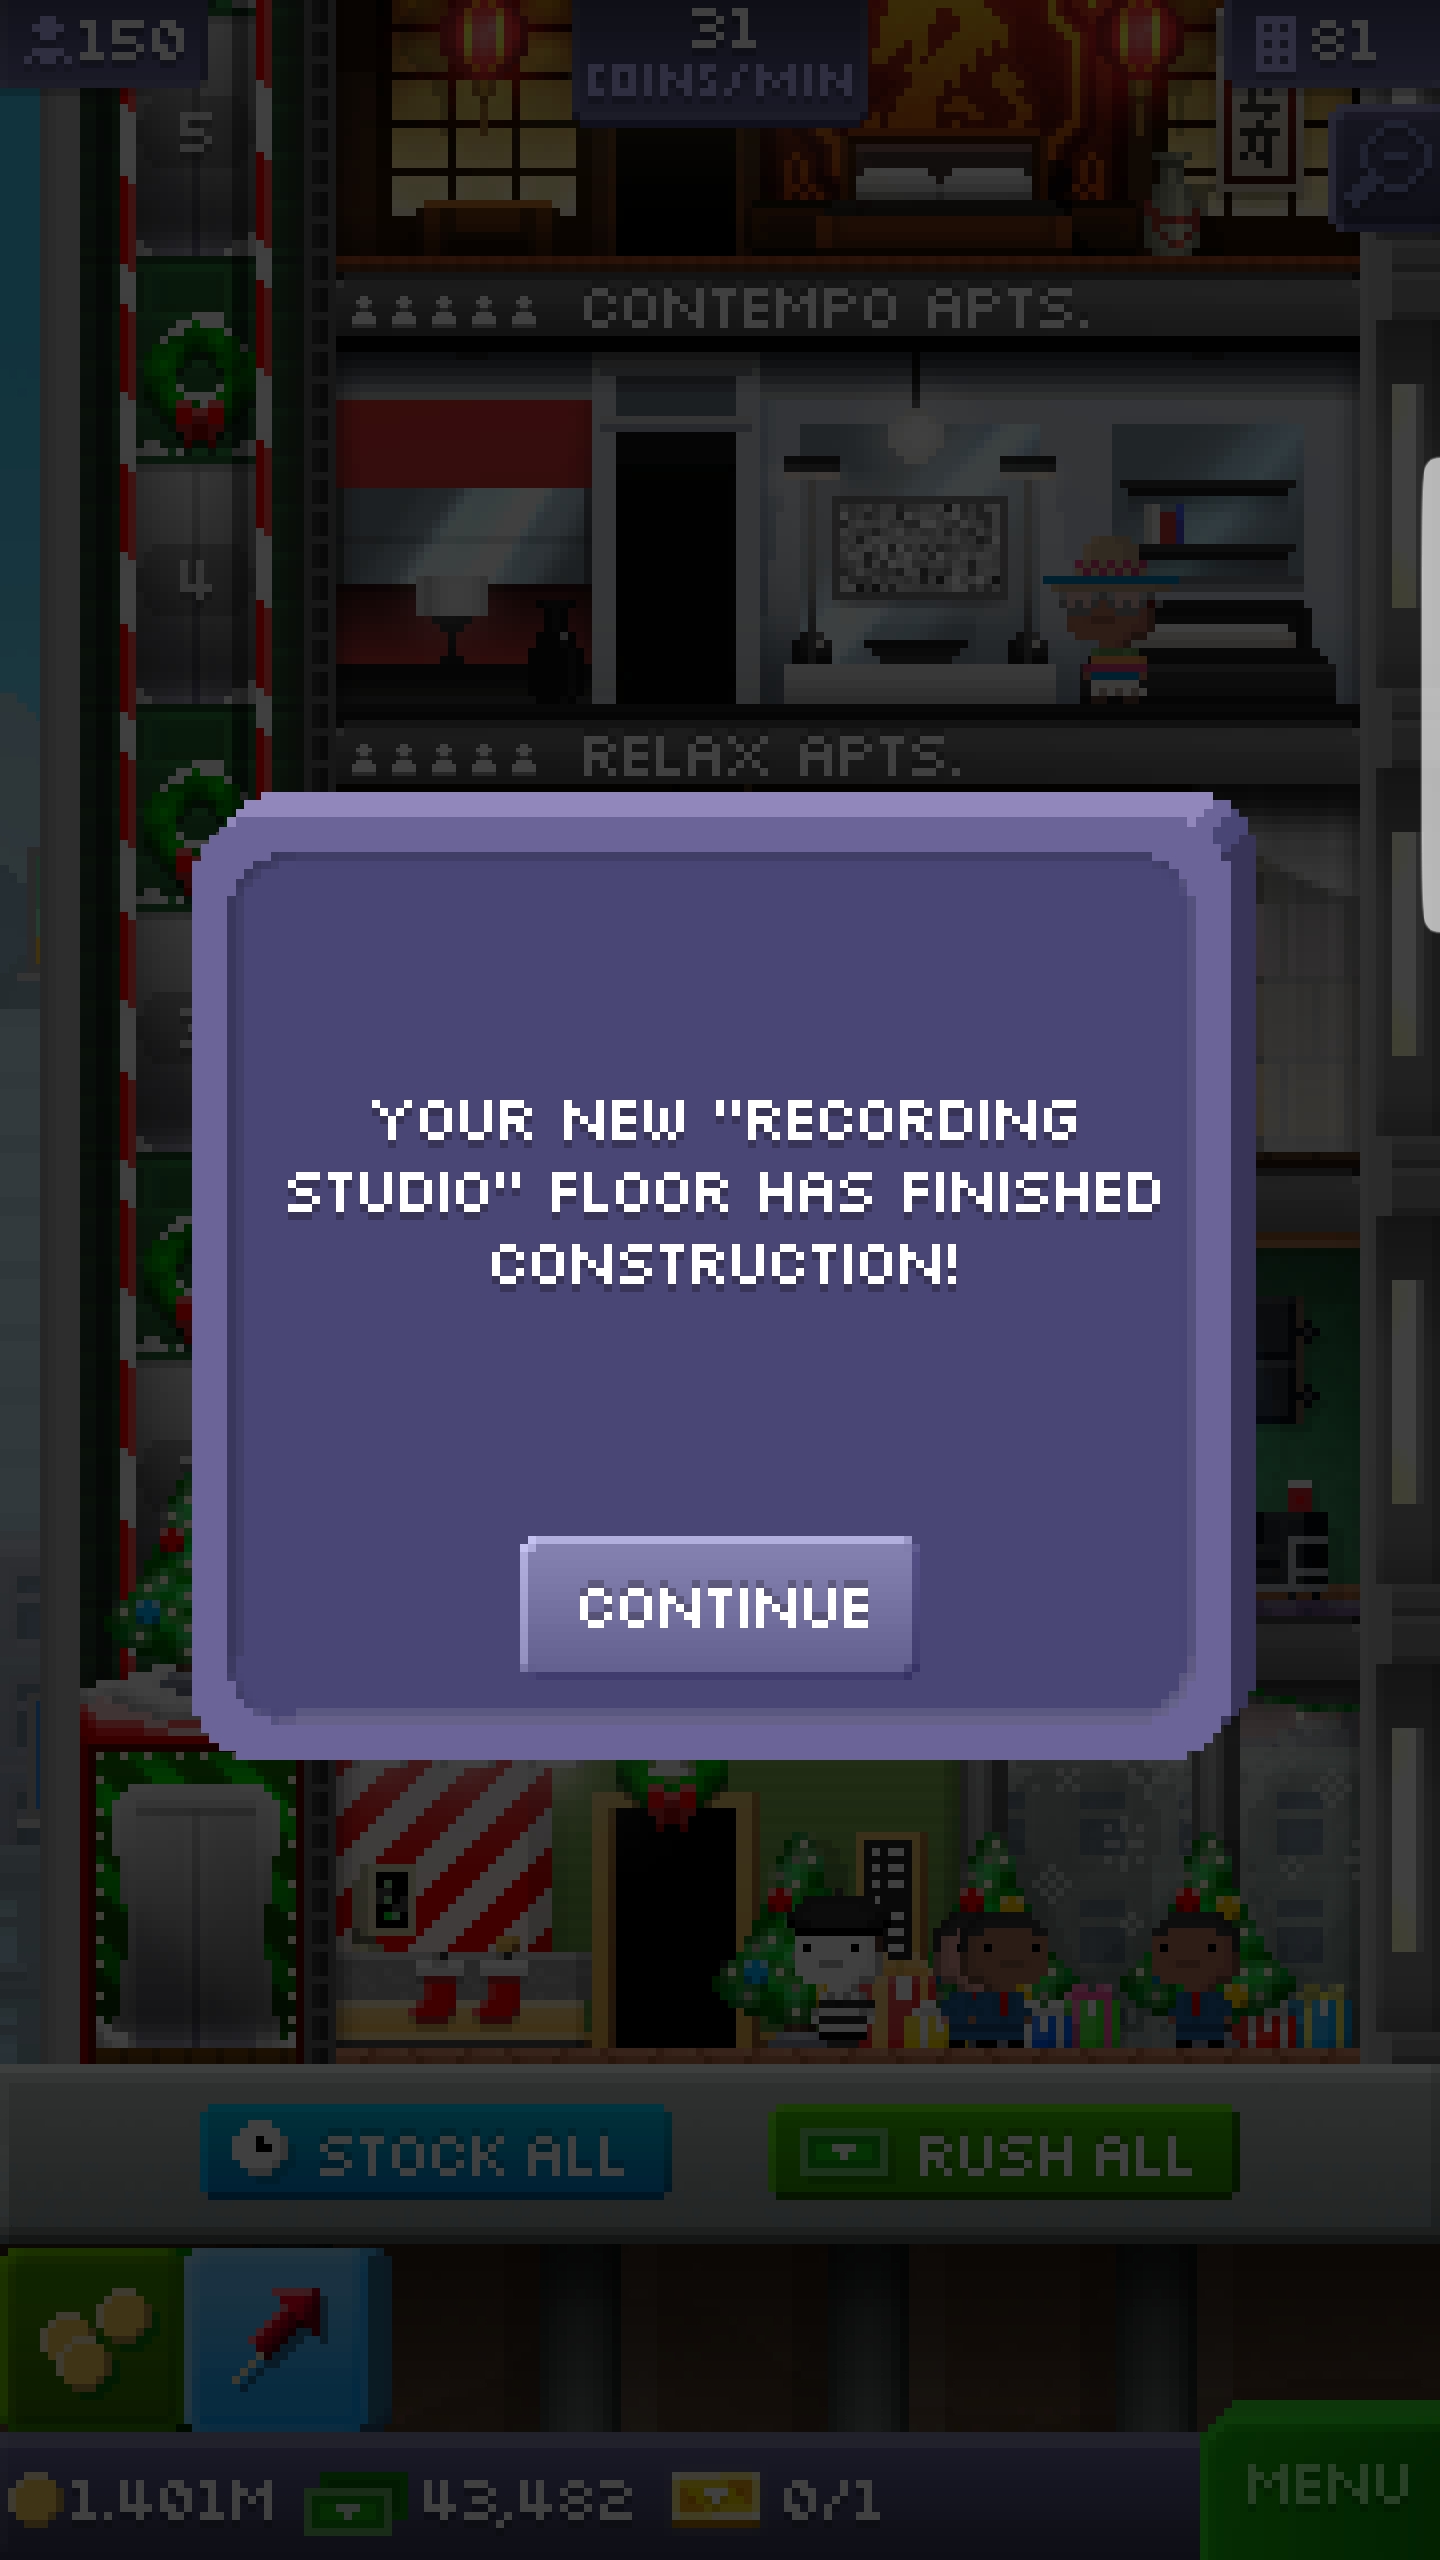 150
31
COINS/MIN
81
5
CONTEMPO APTS.
4
RELAX APTS.
YOUR NEW "RECORDING
STUDIO" FLOOR HAS FINISHED
CONSTRUCTION!
CONTINUE
STOCK ALL
RUSH ALL
1.401M
43,482
0/1
MENU